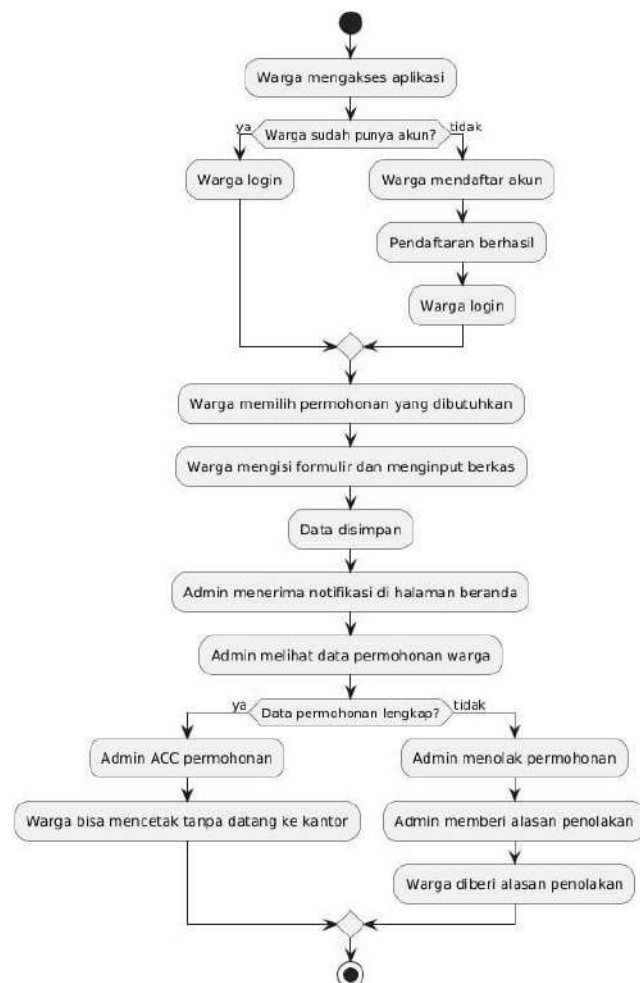 Warga mengakses aplikasi
ya
Warga sudah punya akun?
tidak
Warga login
Warga mendaftar akun
Pendaftaran berhasil
Warga login
Warga memilih permohonan yang dibutuhkan
Warga mengisi formulir dan menginput berkas
Data disimpan
Admin menerima notifikasi di halaman beranda
Admin melihat data permohonan warga
ya
Data permohonan lengkap?
tidak
Admin ACC permohonan
Admin menolak permohonan
Warga bisa mencetak tanpa datang ke kantor
Admin memberi alasan penolakan
Warga diberi alasan penolakan